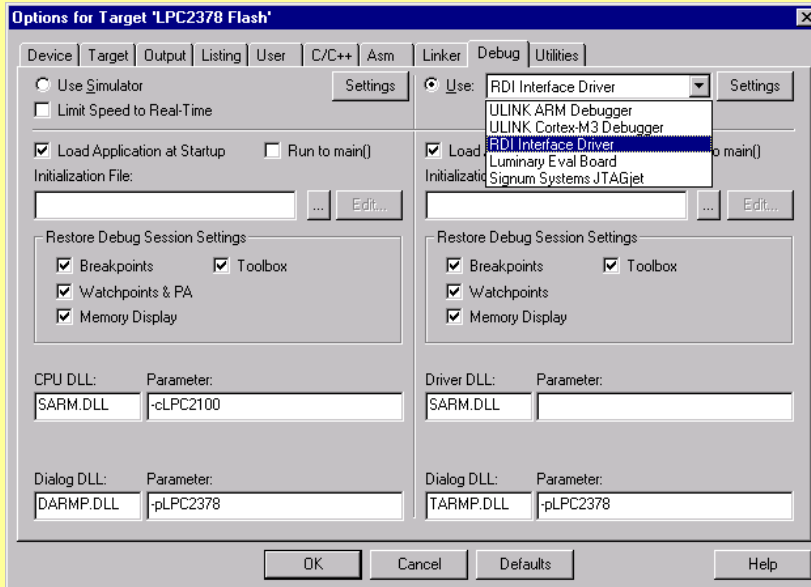 Options for Target 'LPC2378 Flash'
Device Target Output Listing User C/C++ Asm Linker Debug Utilities
Use Simulator Settings
Limit Speed to Real-Time
Use: RDI Interface Driver Settings
ULINK ARM Debugger
ULINK Cortex-M3 Debugger
RDI Interface Driver
Luminary Eval Board
Signum Systems JTAGjet
Load Application at Startup Run to main()
Initialization File:
... Edit...
Restore Debug Session Settings
Breakpoints Toolbox
Watchpoints & PA
Memory Display
Load main()
... Edit...
Restore Debug Session Settings
Breakpoints Toolbox
Watchpoints
Memory Display
CPU DLL: Parameter:
SARM.DLL -cLPC2100
Driver DLL: Parameter:
SARM.DLL
Dialog DLL: Parameter:
DARMP.DLL -pLPC2378
Dialog DLL: Parameter:
TARMP.DLL -pLPC2378
OK Cancel Defaults Help